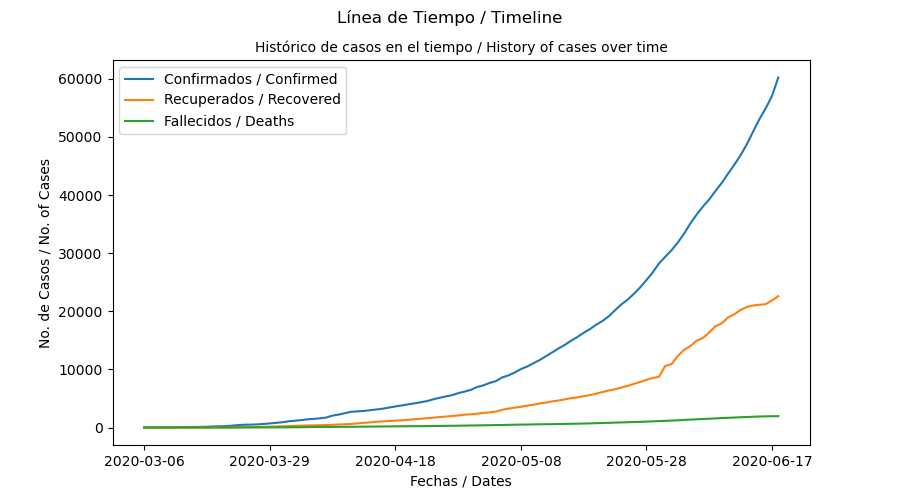 Línea de Tiempo / Timeline
Histórico de casos en el tiempo / History of cases over time
Confirmados / Confirmed
Recuperados / Recovered
Fallecidos / Deaths
No. de Casos / No. of Cases
60000
50000
40000
30000
20000
10000
0
2020-03-06 2020-03-29 2020-04-18 2020-05-08 2020-05-28 2020-06-17
Fechas / Dates